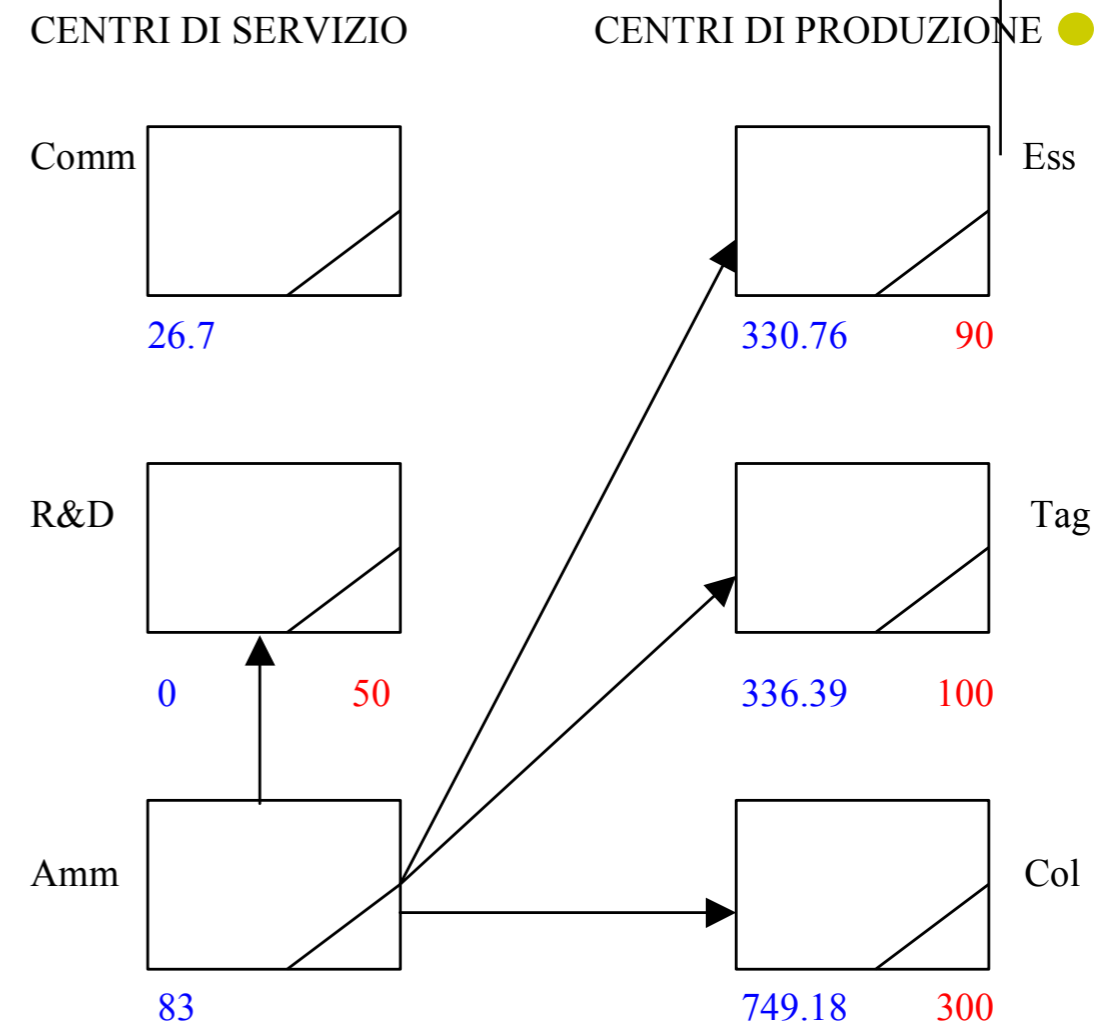 CENTRI DI SERVIZIO CENTRI DI PRODUZIONE
Comm Ess
26.7 330.76 90
R&D Tag
0 50 336.39 100
Amm Col
83 749.18 300